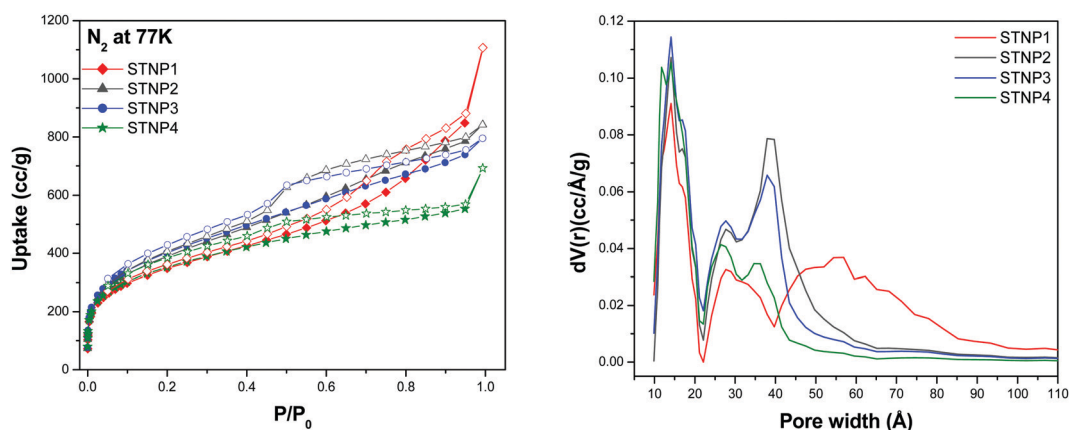 N₂ at 77K
STNP1
STNP2
STNP3
STNP4
Uptake (cc/g)
1200
1000
800
600
400
200
0
0.0 0.2 0.4 0.6 0.8 1.0
P/P₀
STNP1
STNP2
STNP3
STNP4
dV(r)(cc/Å/g)
0.12
0.10
0.08
0.06
0.04
0.02
0.00
10 20 30 40 50 60 70 80 90 100 110
Pore width (Å)